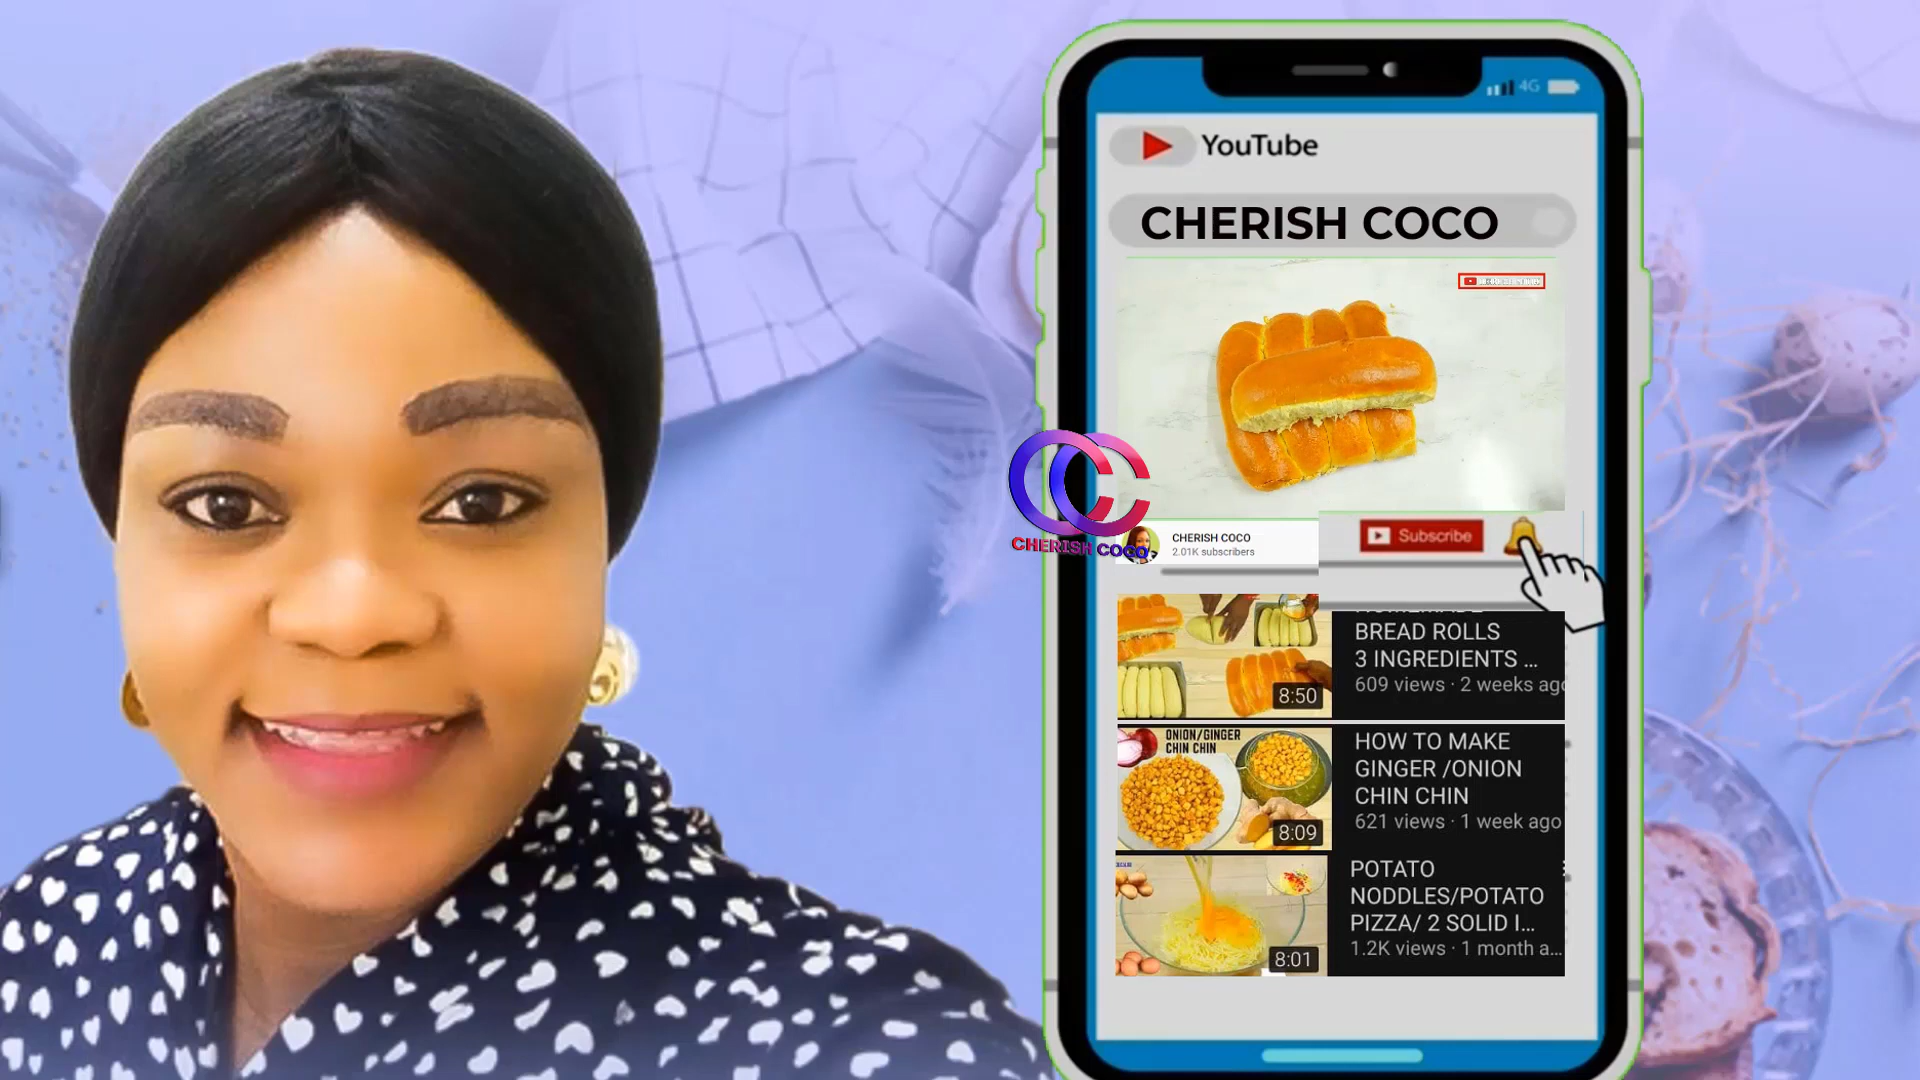 4G
YouTube
CHERISH COCO
CHERISH COCO
CHERISH COCO
2.01K subscribers
Subscribe
BREAD ROLLS
3 INGREDIENTS ...
609 views · 2 weeks ago
8:50
ONION/GINGER
CHIN CHIN
8:09
HOW TO MAKE
GINGER /ONION
CHIN CHIN
621 views · 1 week ago
8:01
POTATO
NODDLES/POTATO
PIZZA/ 2 SOLID I...
1.2K views · 1 month a...